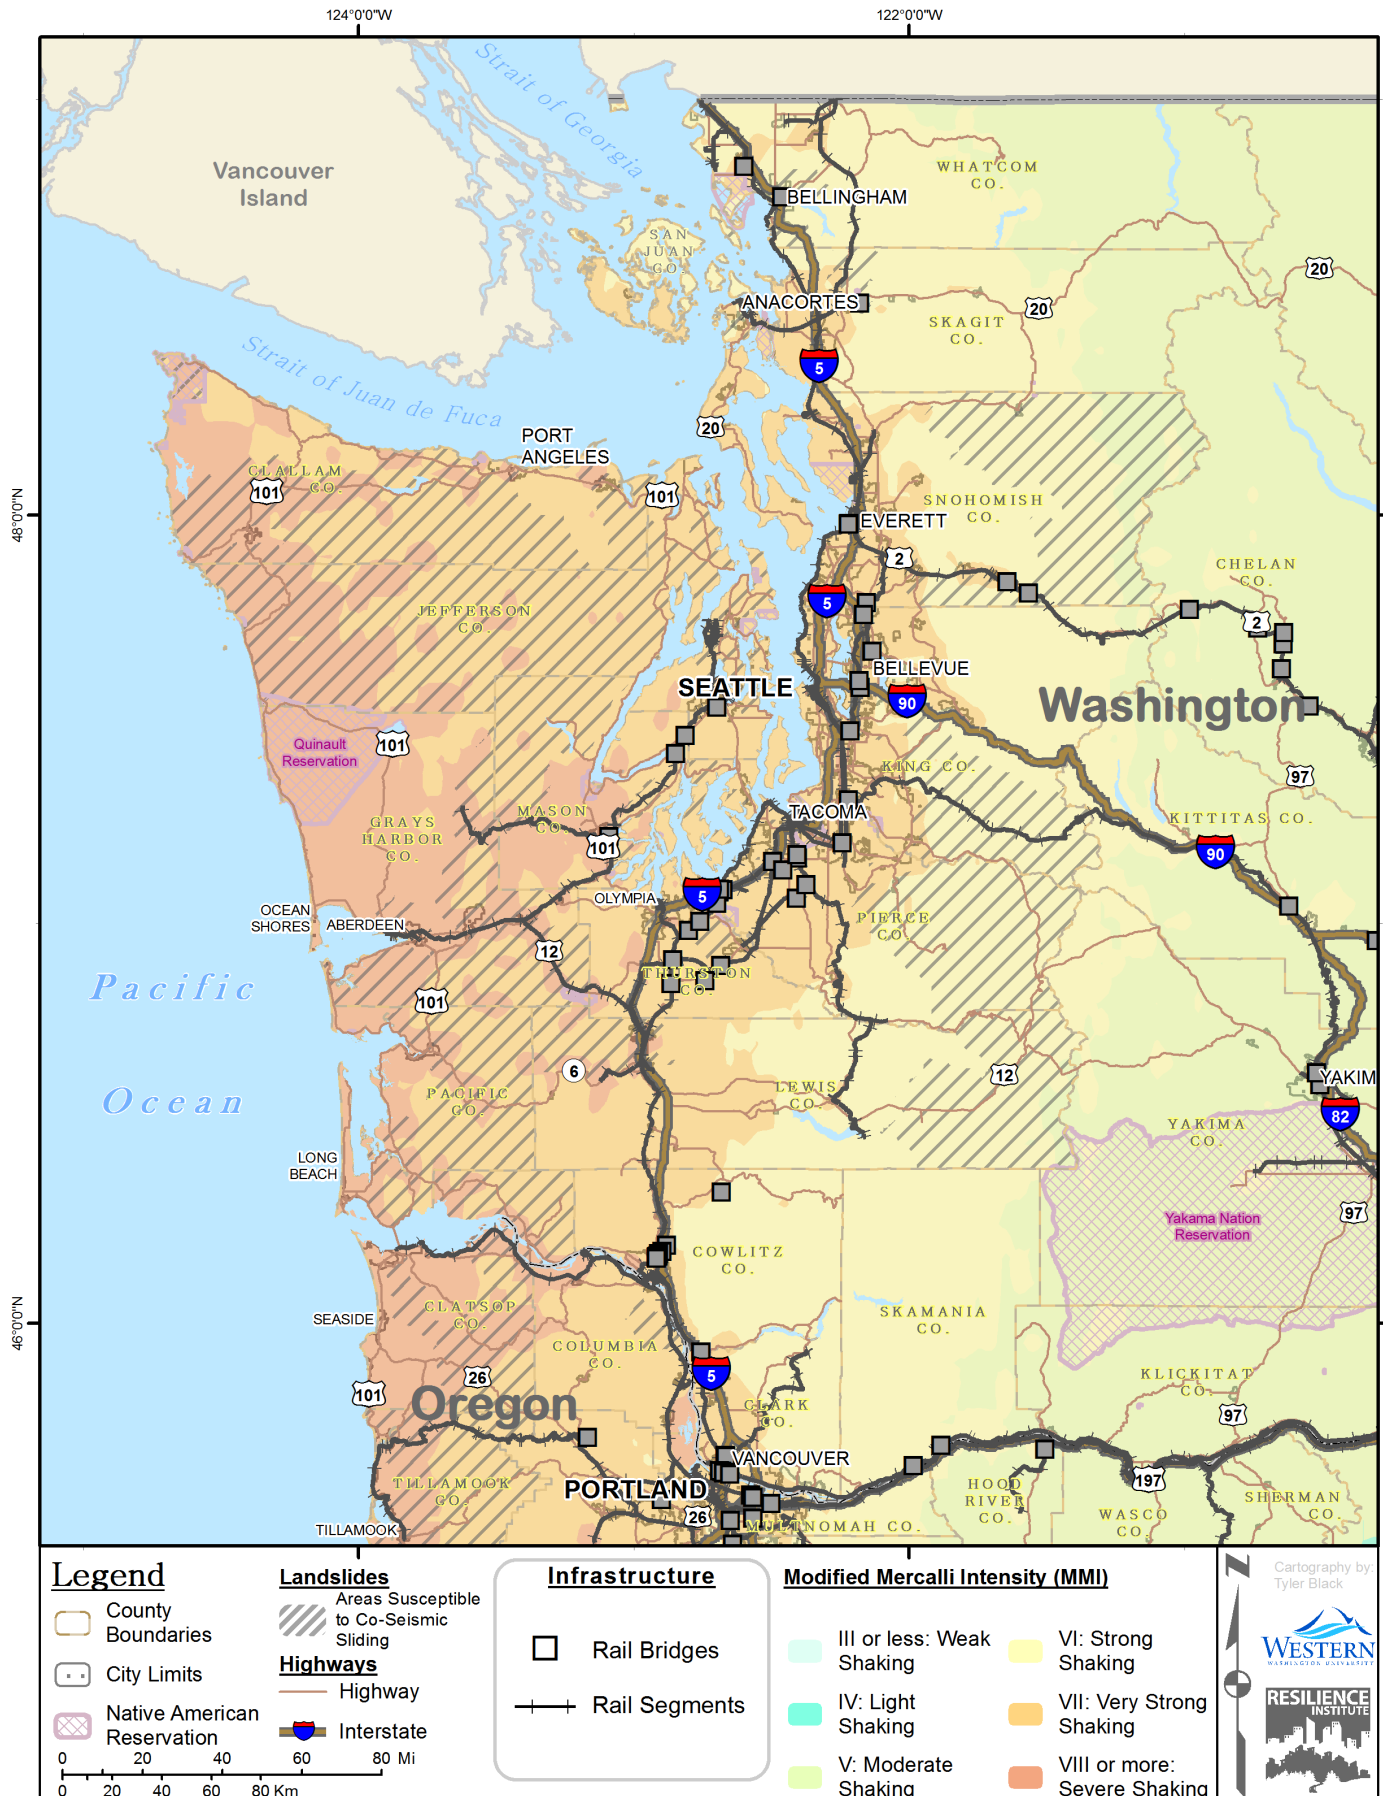 124°0'0"W
122°0'0"W
Strait of Georgia
Vancouver
Island
WHATCOM
CO.
BELLINGHAM
SAN
JUAN
CO.
20
ANACORTES
20
SKAGIT
CO.
Strait of Juan de Fuca
5
20
PORT
ANGELES
CLALLAM
CO.
101
101
48°0'0"N
SNOHOMISH
CO.
EVERETT
2
CHELAN
CO.
5
2
JEFFERSON
CO.
BELLEVUE
SEATTLE
90
Washington
Quinault
Reservation
101
KING CO.
97
MASON
CO.
TACOMA
GRAYS
HARBOR
CO.
KITTITAS CO.
101
90
5
OLYMPIA
OCEAN
SHORES
ABERDEEN
PIERCE
CO.
12
THURSTON
CO.
Pacific
101
6
12
YAKIM
LEWIS
CO.
PACIFIC
CO.
Ocean
82
YAKIMA
CO.
LONG
BEACH
97
Yakama Nation
Reservation
COWLITZ
CO.
SKAMANIA
CO.
CLATSOP
CO.
SEASIDE
46°0'0"N
COLUMBIA
CO.
5
26
KLICKITAT
CO.
101
Oregon
CLARK
CO.
97
VANCOUVER
TILLAMOOK
CO.
PORTLAND
HOOD
RIVER
CO.
197
WASCO
CO.
SHERMAN
CO.
26
MULTNOMAH CO.
TILLAMOOK
Legend
County
Boundaries
City Limits
Native American
Reservation
0 20 40 60 80 Mi
0 20 40 60 80 Km
Landslides
Areas Susceptible
to Co-Seismic
Sliding
Highways
Highway
Interstate
Infrastructure
Rail Bridges
Rail Segments
Modified Mercalli Intensity (MMI)
III or less: Weak
Shaking
IV: Light
Shaking
V: Moderate
Shaking
VI: Strong
Shaking
VII: Very Strong
Shaking
VIII or more:
Severe Shaking
N
Cartography by:
Tyler Black
WESTERN
WASHINGTON UNIVERSITY
RESILIENCE
INSTITUTE